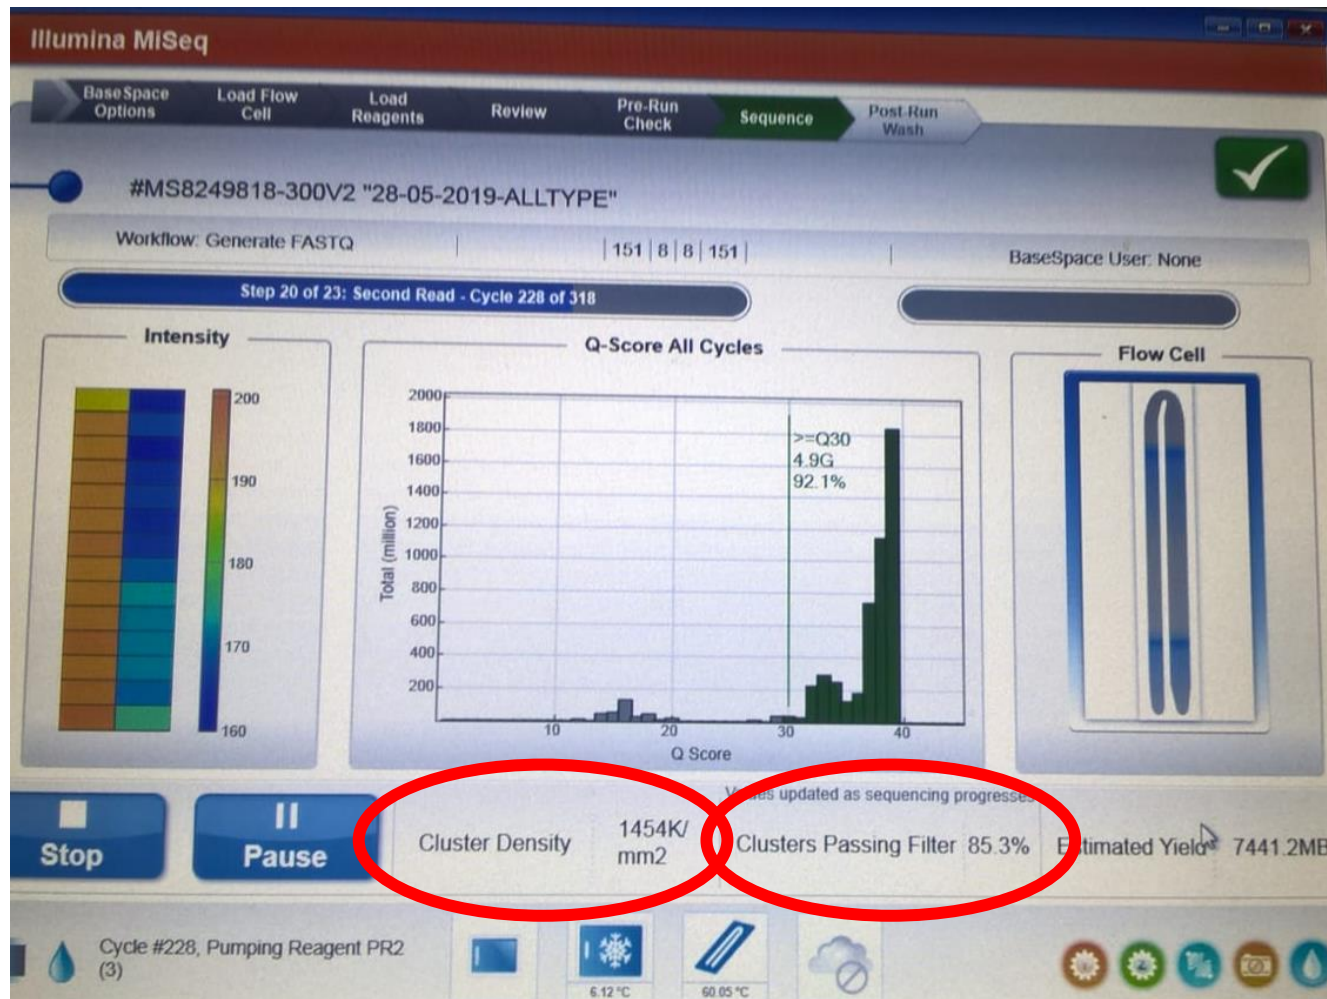 Illumina MiSeq
BaseSpace
Options
Load Flow
Cell
Load
Reagents
Review
Pre-Run
Check
Sequence
Post-Run
Wash
#MS8249818-300V2 "28-05-2019-ALLTYPE"
Workflow: Generate FASTQ
151 | 8 | 8 | 151
BaseSpace User: None
Step 20 of 23: Second Read - Cycle 228 of 318
Intensity
200
190
180
170
160
Q-Score All Cycles
2000
1800
1600
1400
1200
1000
800
600
400
200
Total (million)
>=Q30
4.9G
92.1%
10
20
30
40
Q Score
Flow Cell
Values updated as sequencing progresses
Stop
Pause
Cluster Density
1454K/
mm2
Clusters Passing Filter 85.3%
Estimated Yield 7441.2MB
Cycle #228, Pumping Reagent PR2
(3)
6.12 °C
60.05 °C